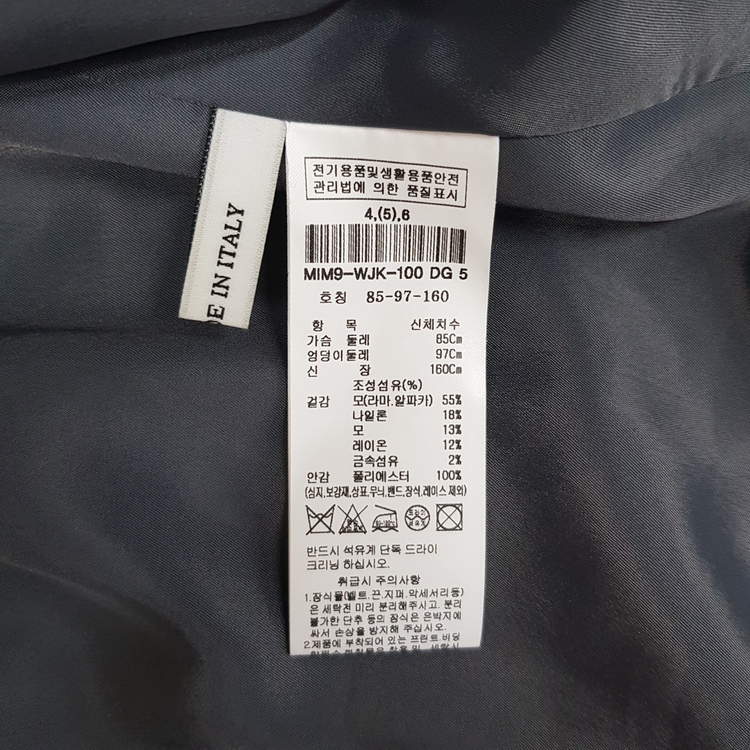 E IN ITALY
전기용품및생활용품안전
관리법에 의한 품질표시
4,(5),6
MIM9-WJK-100 DG 5
호칭 85-97-160
항 목 신체치수
가슴 둘레 85Cm
엉덩이둘레 97Cm
신 장 160Cm
조성섬유(%)
겉감 모(라마.알파카) 55%
나일론 18%
모 13%
레이온 12%
금속섬유 2%
안감 폴리에스터 100%
(심지,보강재,상표,무늬,밴드,장식,레이스 제외)
드라이
석유계
반드시 석유계 단독 드라이
크리닝 하십시오.
취급시 주의사항
1.장식물(벨트.끈.지퍼.악세서리등)
은 세탁전 미리 분리해주시고. 분리
불가한 단추 등의 장식은 은박지에
싸서 손상을 방지해 주십시오.
2.제품에 부착되어 있는 프린트.비딩